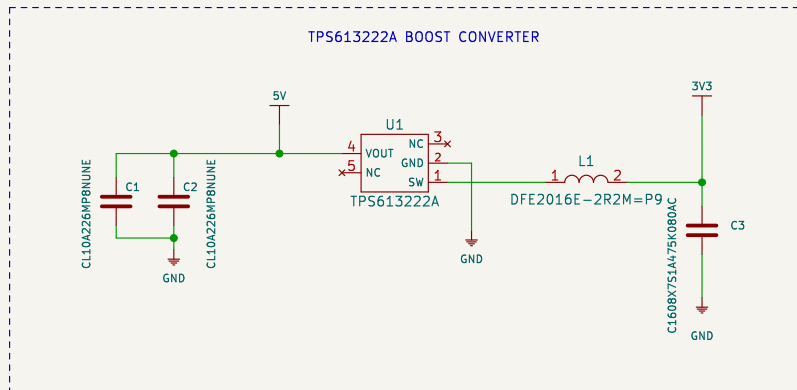 TPS613222A BOOST CONVERTER
5V
3V3
U1
4
VOUT
NC
3
5
NC
GND
2
SW
1
TPS613222A
C1
C2
CL10A226MP8NUNE
CL10A226MP8NUNE
GND
GND
L1
1
2
DFE2016E-2R2M=P9
C3
C1608X7S1A475K080AC
GND